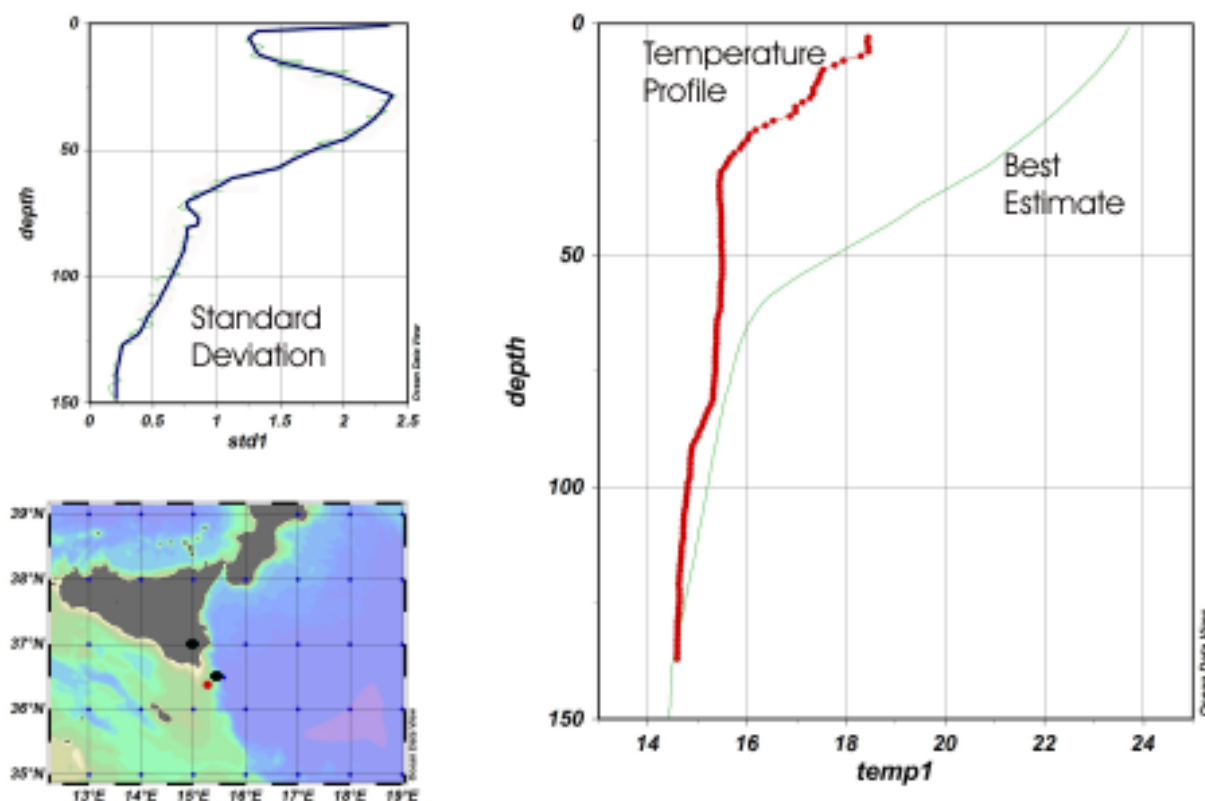 0
50
100
150
depth
Standard
Deviation
0
0.5
1
1.5
2
2.5
std1
Ocean Data View
0
50
100
150
depth
Temperature
Profile
Best
Estimate
14
16
18
20
22
24
temp1
Ocean Data View
39°N
38°N
37°N
36°N
35°N
13°E
14°E
15°E
16°E
17°E
18°E
19°E
Ocean Data View